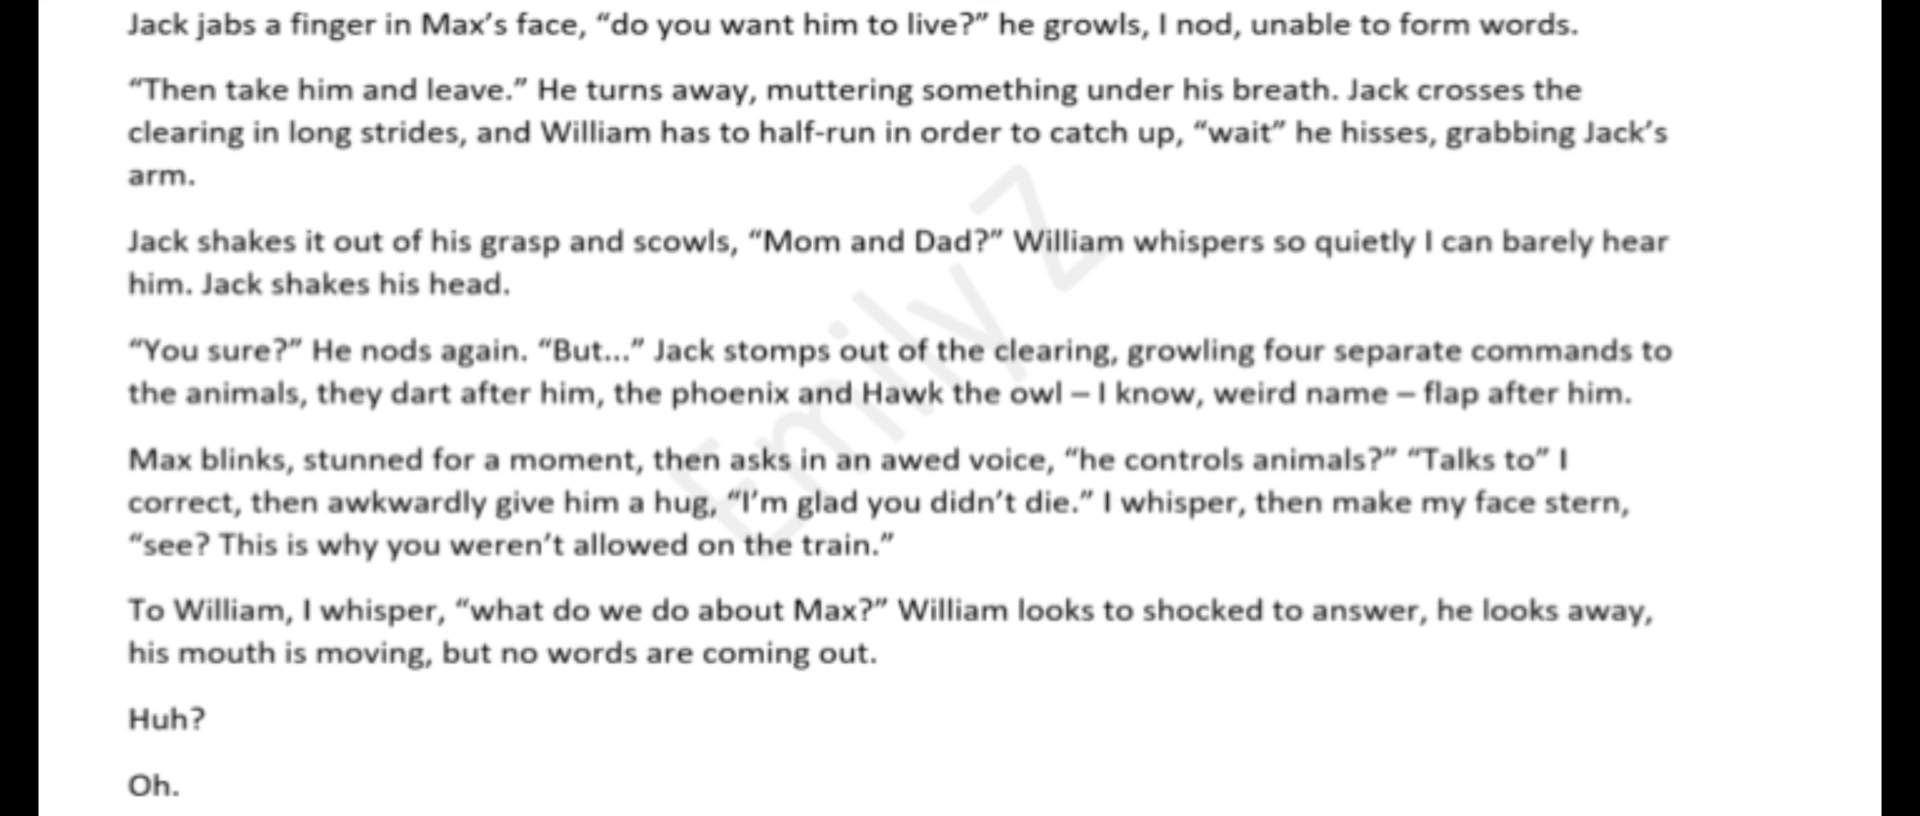 Jack jabs a finger in Max’s face, “do you want him to live?” he growls, I nod, unable to form words.
“Then take him and leave.” He turns away, muttering something under his breath. Jack crosses the
clearing in long strides, and William has to half-run in order to catch up, “wait” he hisses, grabbing Jack’s
arm.
Jack shakes it out of his grasp and scowls, “Mom and Dad?” William whispers so quietly I can barely hear
him. Jack shakes his head.
“You sure?” He nods again. “But...” Jack stomps out of the clearing, growling four separate commands to
the animals, they dart after him, the phoenix and Hawk the owl – I know, weird name – flap after him.
Max blinks, stunned for a moment, then asks in an awed voice, “he controls animals?” “Talks to” I
correct, then awkwardly give him a hug, “I’m glad you didn’t die.” I whisper, then make my face stern,
“see? This is why you weren’t allowed on the train.”
To William, I whisper, “what do we do about Max?” William looks to shocked to answer, he looks away,
his mouth is moving, but no words are coming out.
Huh?
Oh.
Emily Z